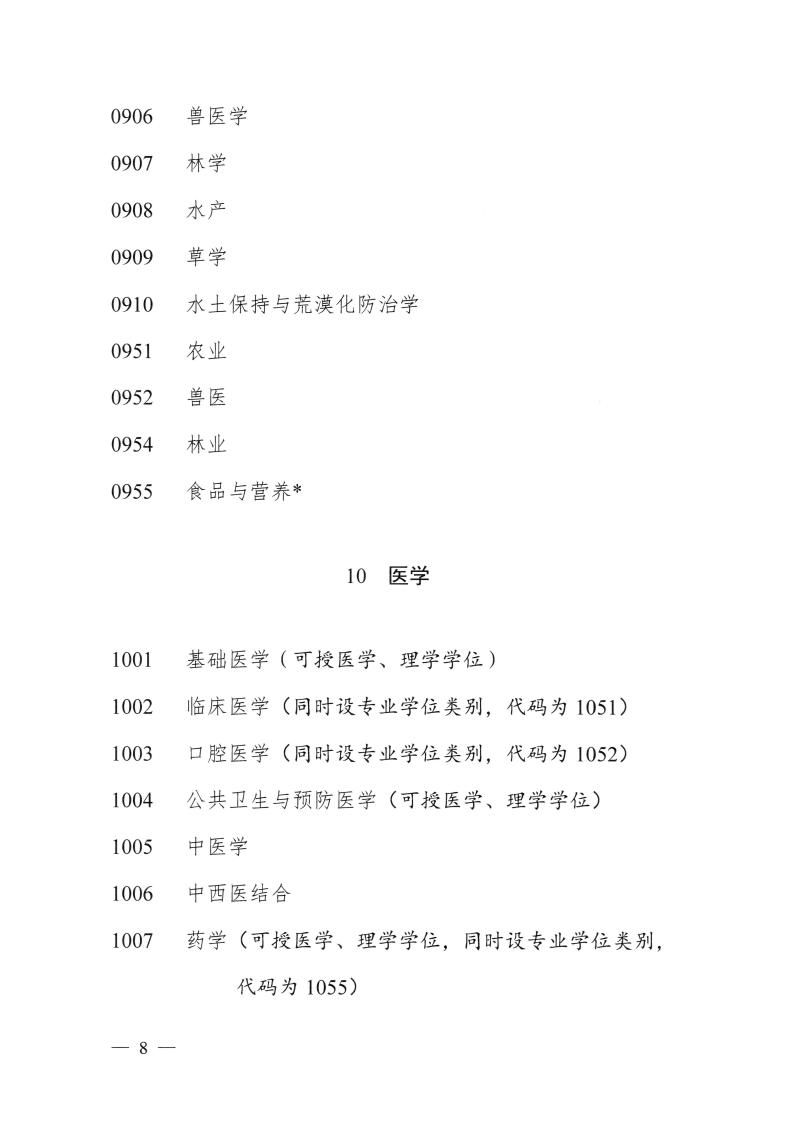 0906 兽医学
0907 林学
0908 水产
0909 草学
0910 水土保持与荒漠化防治学
0951 农业
0952 兽医
0954 林业
0955 食品与营养*
10 医学
1001 基础医学（可授医学、理学学位）
1002 临床医学（同时设专业学位类别，代码为 1051）
1003 口腔医学（同时设专业学位类别，代码为 1052）
1004 公共卫生与预防医学（可授医学、理学学位）
1005 中医学
1006 中西医结合
1007 药学（可授医学、理学学位，同时设专业学位类别，
代码为 1055）
— 8 —